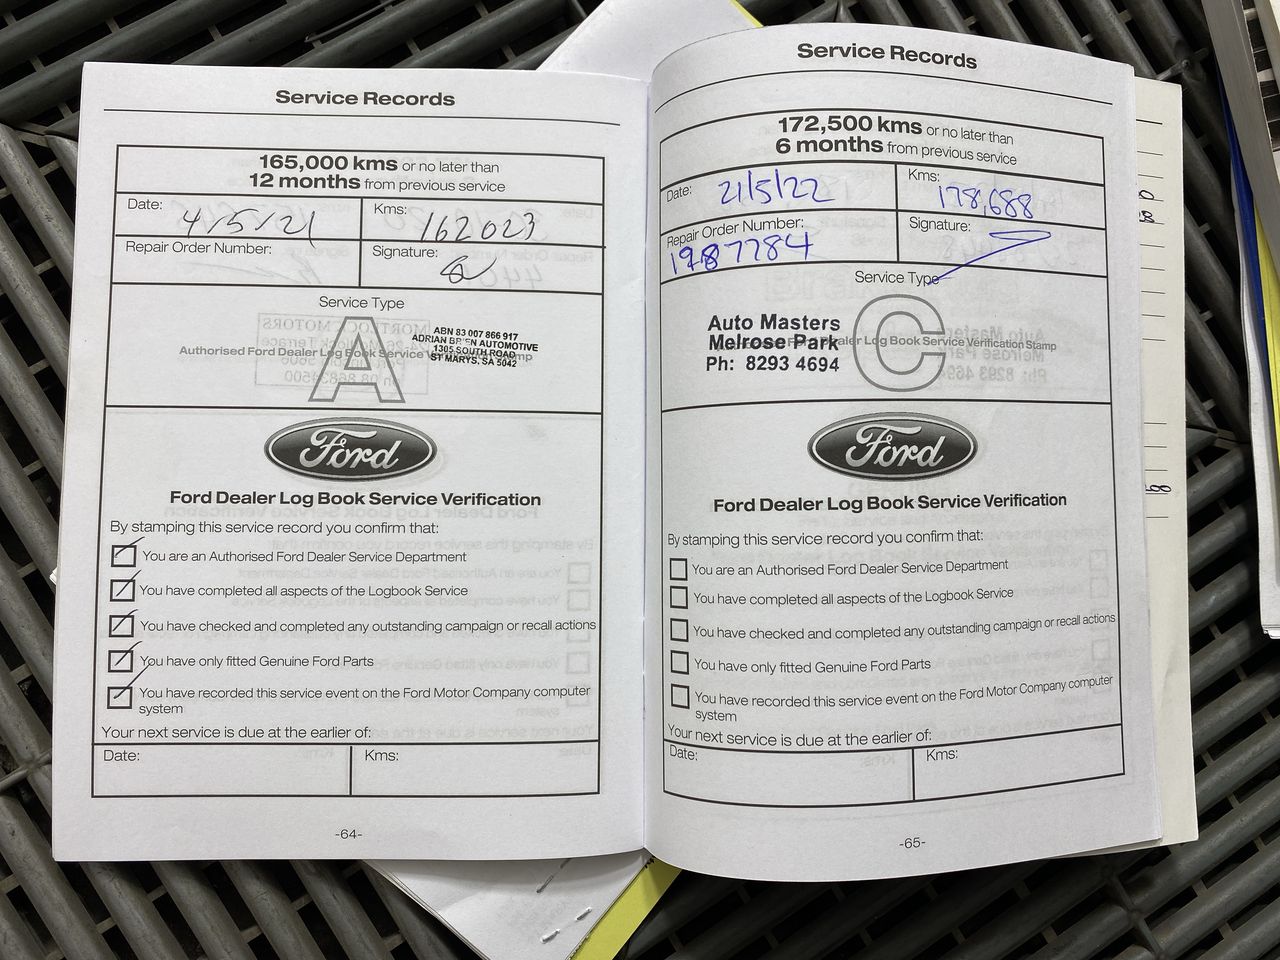 Service Records
165,000 kms or no later than
12 months from previous service
Date: 4/5/21
Kms: 162023
Repair Order Number:
Signature:
Service Type
A
Authorised Ford Dealer Log Book Service Verification Stamp
ABN 83 007 866 917
ADRIAN BRIEN AUTOMOTIVE
1305 SOUTH ROAD
ST MARYS, SA 5042
Ford
Ford Dealer Log Book Service Verification
By stamping this service record you confirm that:
You are an Authorised Ford Dealer Service Department
You have completed all aspects of the Logbook Service
You have checked and completed any outstanding campaign or recall actions
You have only fitted Genuine Ford Parts
You have recorded this service event on the Ford Motor Company computer
system
Your next service is due at the earlier of:
Date:
Kms:
-64-
Service Records
172,500 kms or no later than
6 months from previous service
Date: 21/5/22
Kms: 178,688
Repair Order Number:
1987784
Signature:
Service Type
C
Auto Masters
Melrose Park
Ph: 8293 4694
Dealer Log Book Service Verification Stamp
Ford
Ford Dealer Log Book Service Verification
By stamping this service record you confirm that:
You are an Authorised Ford Dealer Service Department
You have completed all aspects of the Logbook Service
You have checked and completed any outstanding campaign or recall actions
You have only fitted Genuine Ford Parts
You have recorded this service event on the Ford Motor Company computer
system
Your next service is due at the earlier of:
Date:
Kms:
-65-